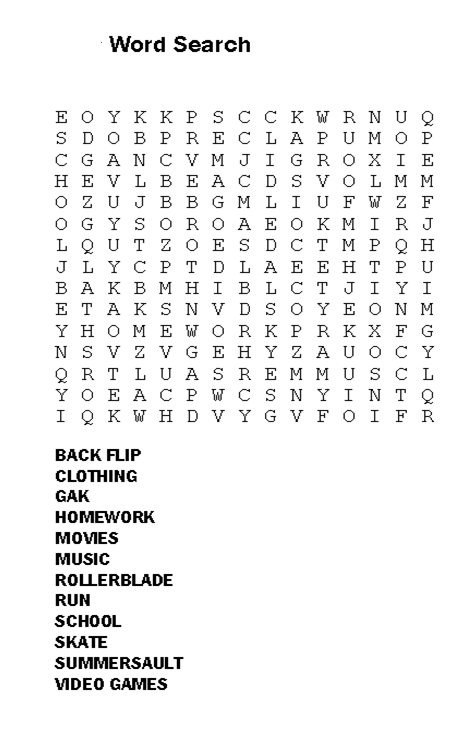 Word Search
E O Y K K P S C C K W R N U Q
S D O B P R E C L A P U M O P
C G A N C V M J I G R O X I E
H E V L B E A C D S V O L M M
O Z U J B B G M L I U F W Z F
O G Y S O R O A E O K M I R J
L Q U T Z O E S D C T M P Q H
J L Y C P T D L A E E H T P U
B A K B M H I B L C T J I Y I
E T A K S N V D S O Y E O N M
Y H O M E W O R K P R K X F G
N S V Z V G E H Y Z A U O C Y
Q R T L U A S R E M M U S C L
Y O E A C P W C S N Y I N T Q
I Q K W H D V Y G V F O I F R
BACK FLIP
CLOTHING
GAK
HOMEWORK
MOVIES
MUSIC
ROLLERBLADE
RUN
SCHOOL
SKATE
SUMMERSAULT
VIDEO GAMES